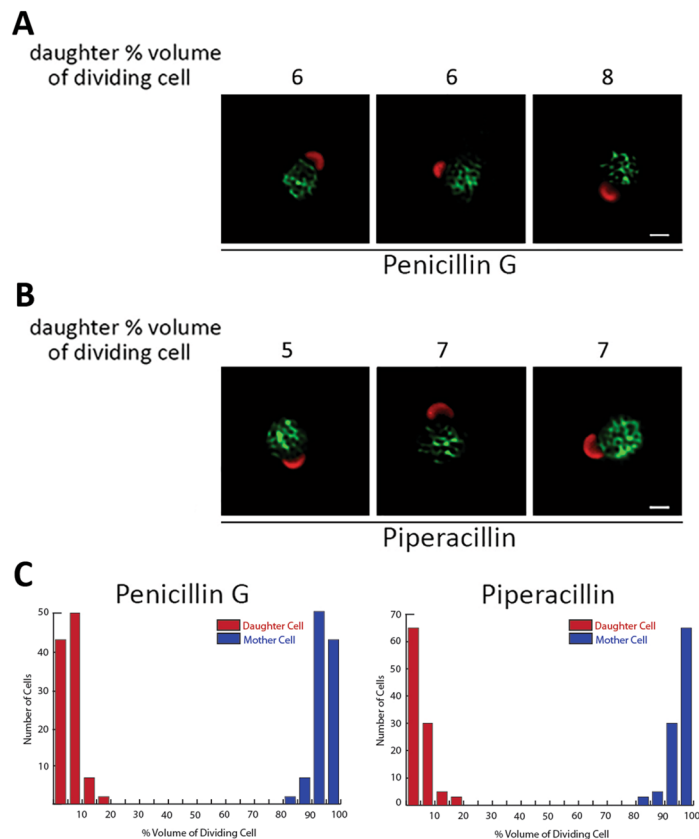 A
daughter % volume
of dividing cell
6 6 8
Penicillin G
B
daughter % volume
of dividing cell
5 7 7
Piperacillin
C
Penicillin G
50
40
30
20
10
Number of Cells
Daughter Cell
Mother Cell
10 20 30 40 50 60 70 80 90 100
% Volume of Dividing Cell
Piperacillin
70
60
50
40
30
20
10
0
Number of Cells
Daughter Cell
Mother Cell
10 20 30 40 50 60 70 80 90 100
% Volume of Dividing Cell